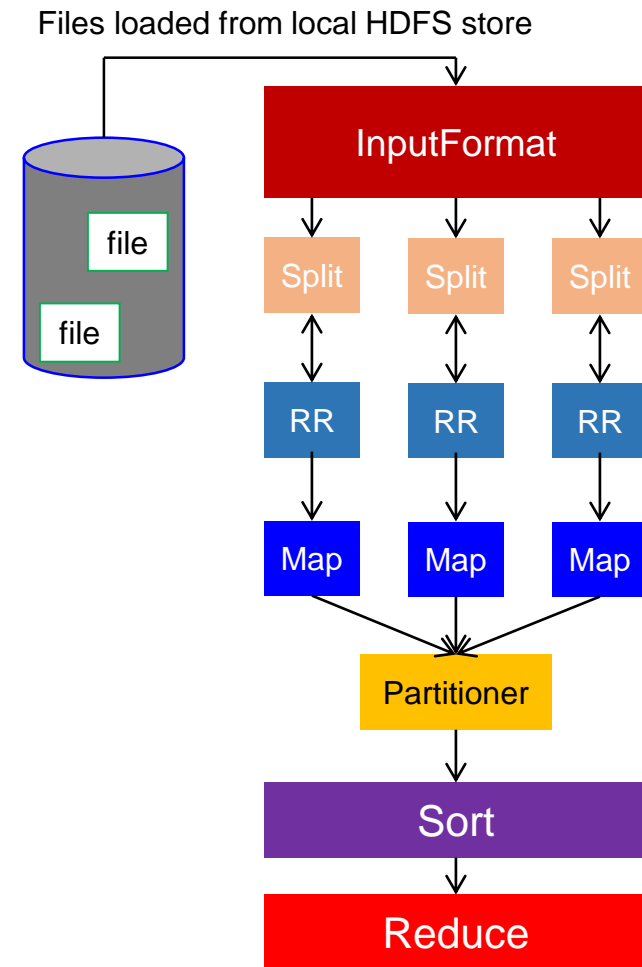 Files loaded from local HDFS store
InputFormat
file
file
Split Split Split
RR RR RR
Map Map Map
Partitioner
Sort
Reduce